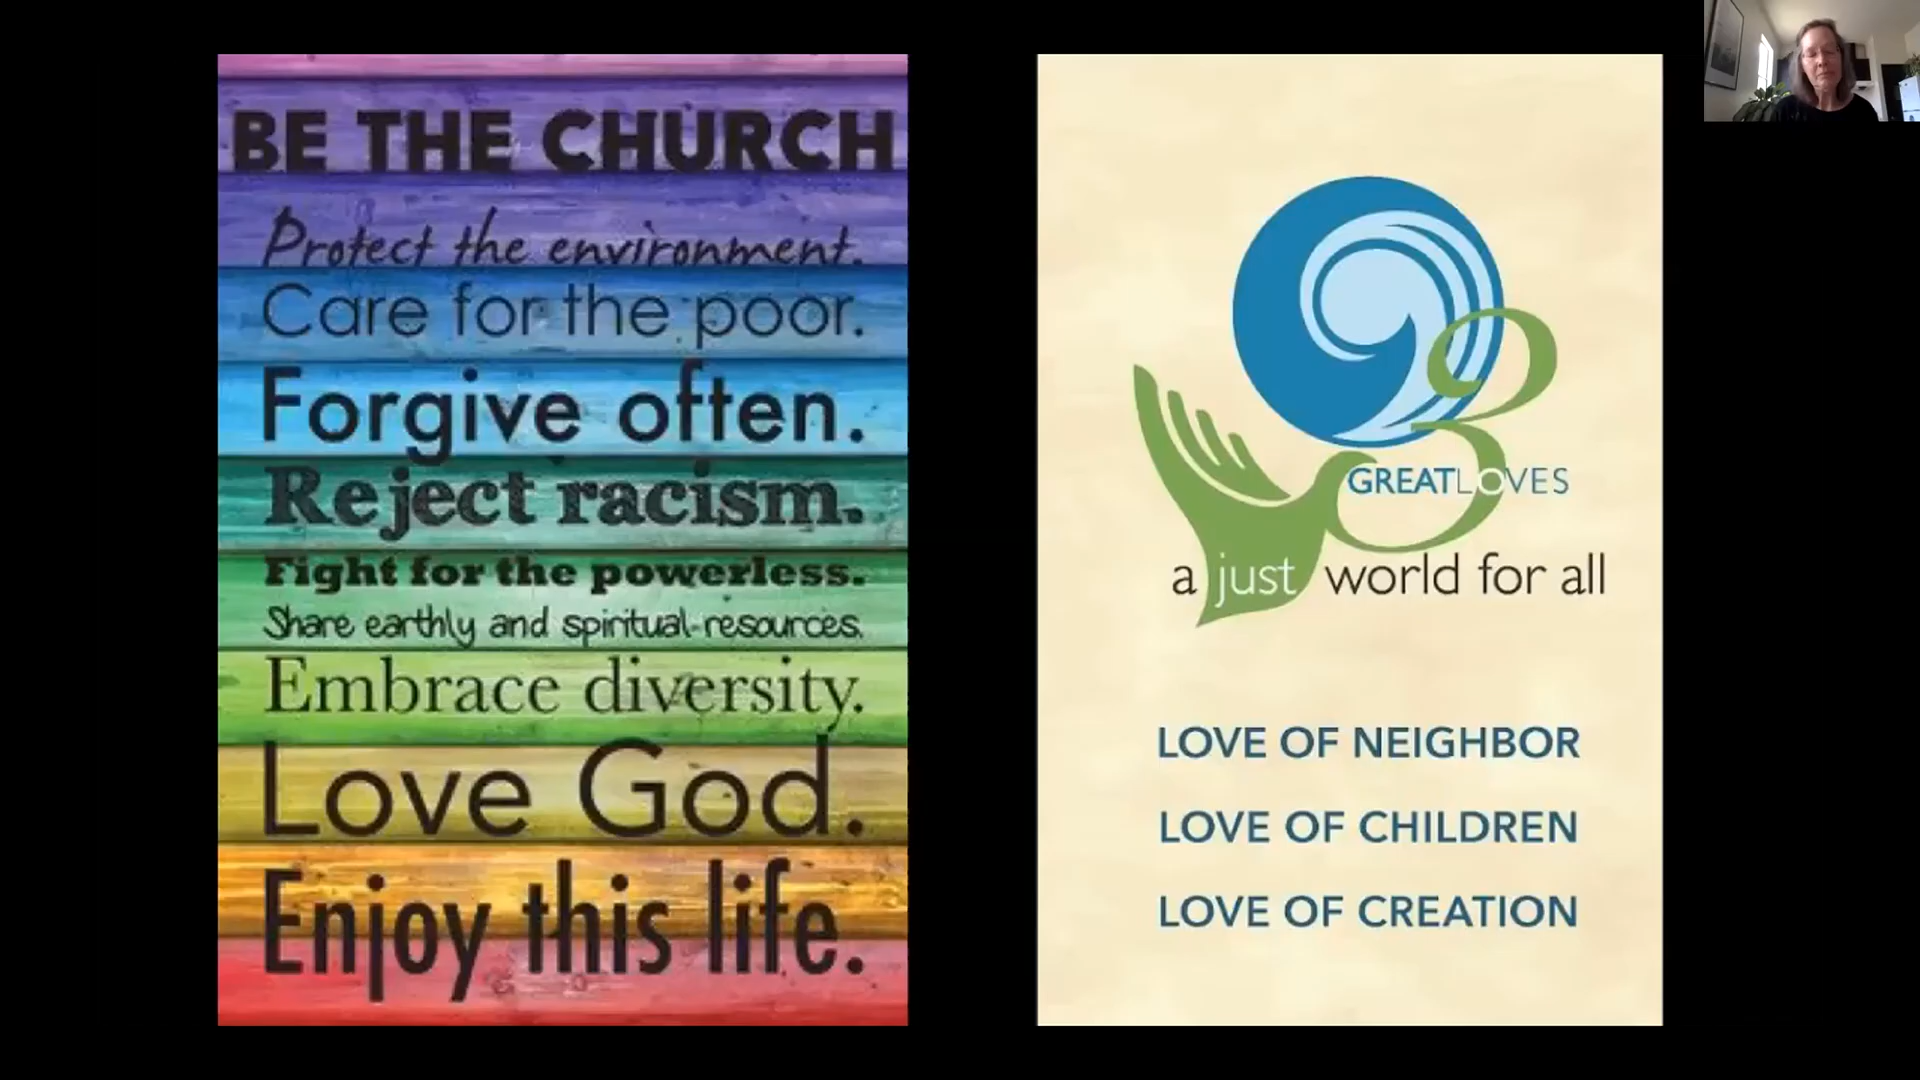 BE THE CHURCH
Protect the environment.
Care for the poor.
Forgive often.
Reject racism.
Fight for the powerless.
Share earthly and spiritual resources.
Embrace diversity.
Love God.
Enjoy this life.
3
GREATLOVES
a just world for all
LOVE OF NEIGHBOR
LOVE OF CHILDREN
LOVE OF CREATION